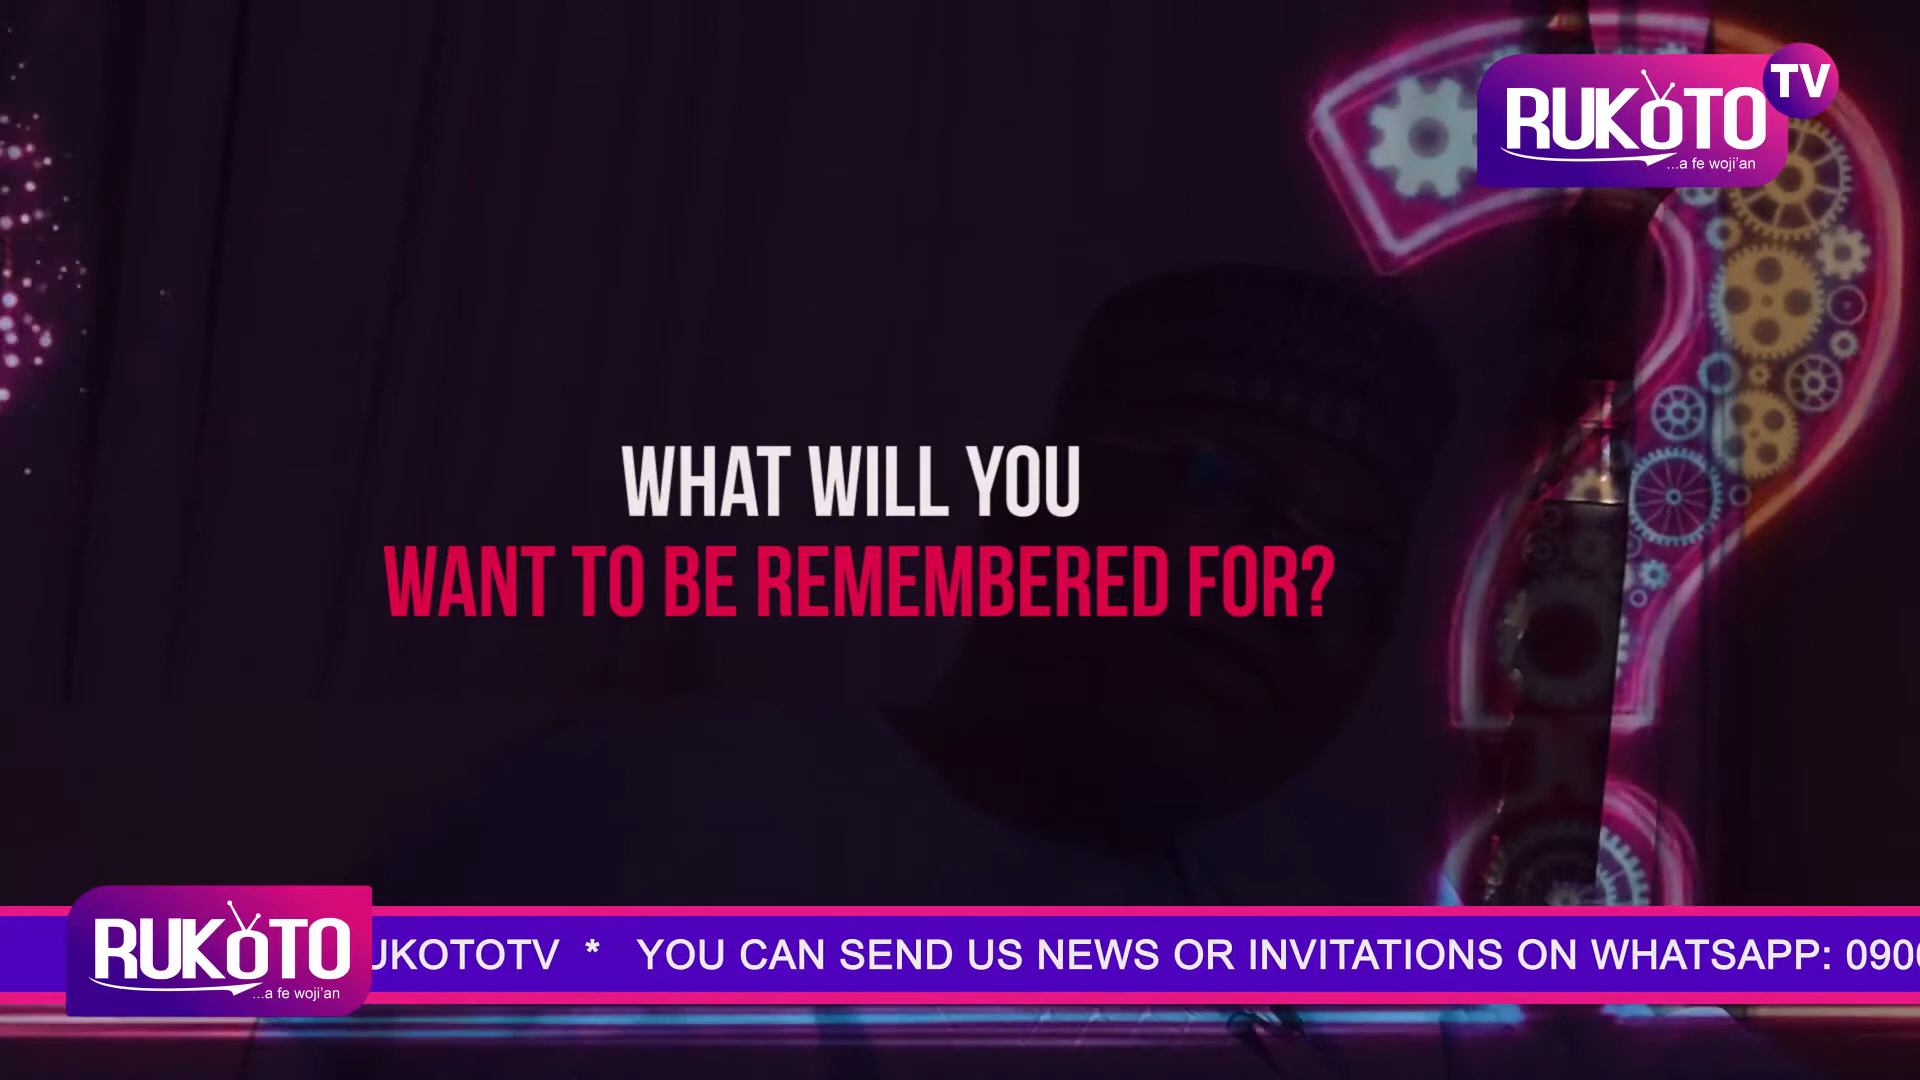 RUKOTO TV
...a fe woji'an
WHAT WILL YOU
WANT TO BE REMEMBERED FOR?
RUKOTO
...a fe woji'an
UKOTOTV * YOU CAN SEND US NEWS OR INVITATIONS ON WHATSAPP: 090